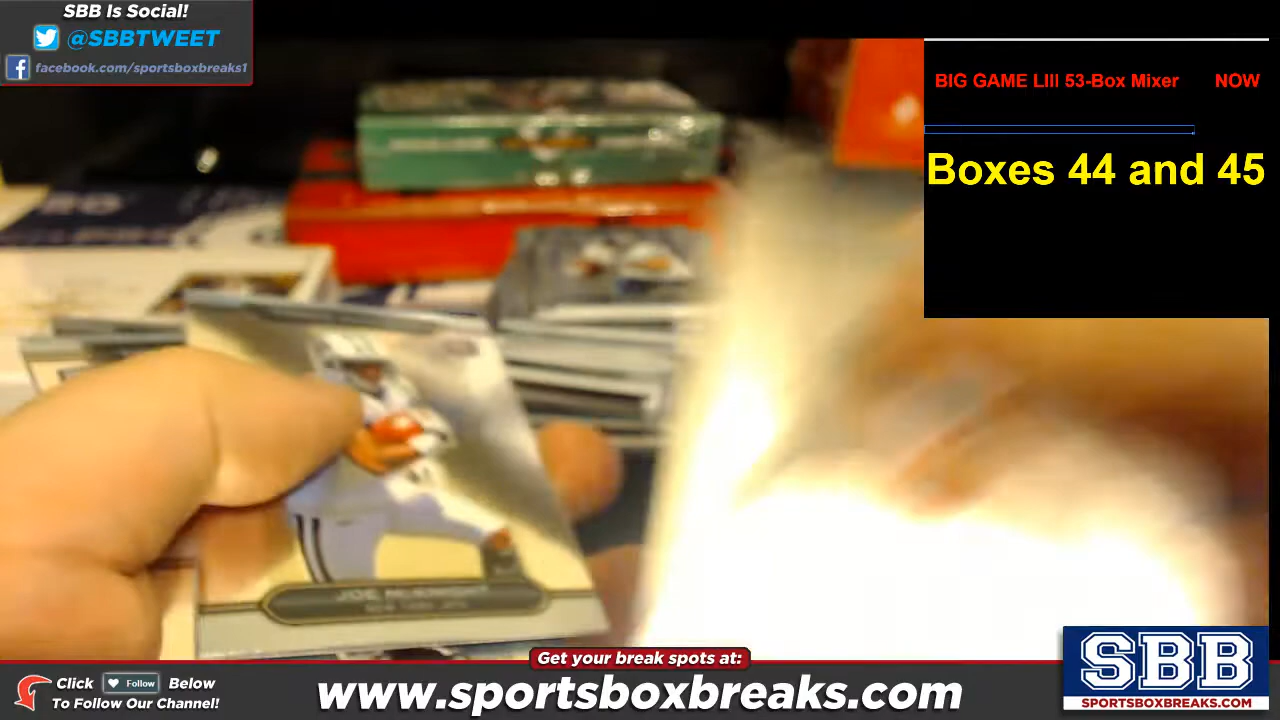 SBB Is Social!
@SBBTWEET
facebook.com/sportsboxbreaks1
BIG GAME LIII 53-Box Mixer NOW
Boxes 44 and 45
JOE McKNIGHT
NEW YORK JETS
Get your break spots at:
Click Follow Below
To Follow Our Channel!
www.sportsboxbreaks.com
SBB
SPORTSBOXBREAKS.COM